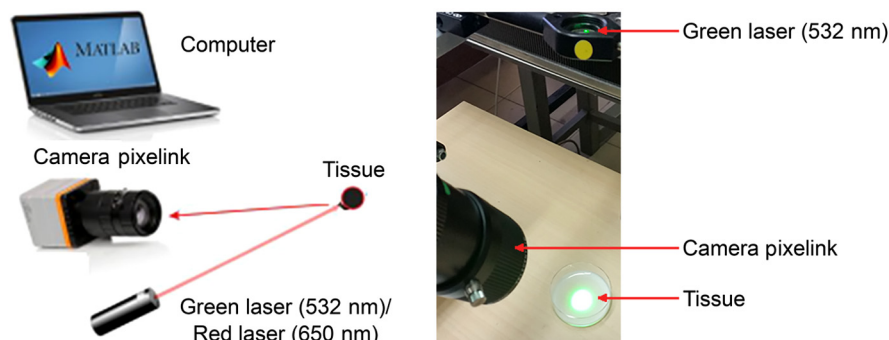 MATLAB
Computer
Camera pixelink
Tissue
Green laser (532 nm)/
Red laser (650 nm)
Green laser (532 nm)
Camera pixelink
Tissue